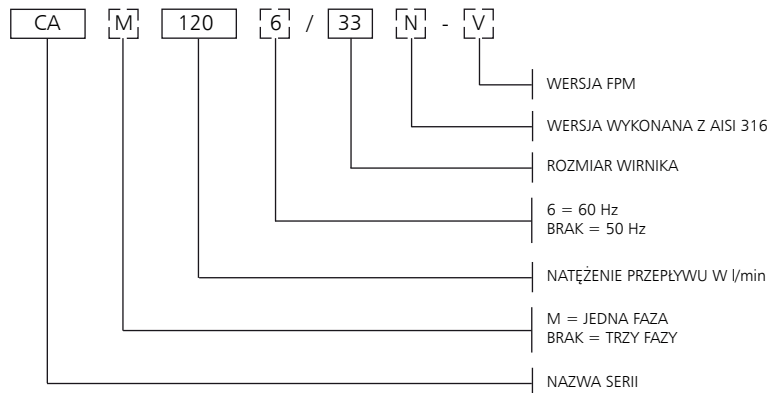 CA M 120 6 / 33 N - V
WERSJA FPM
WERSJA WYKONANA Z AISI 316
ROZMIAR WIRNIKA
6 = 60 Hz
BRAK = 50 Hz
NATĘŻENIE PRZEPŁYWU W l/min
M = JEDNA FAZA
BRAK = TRZY FAZY
NAZWA SERII